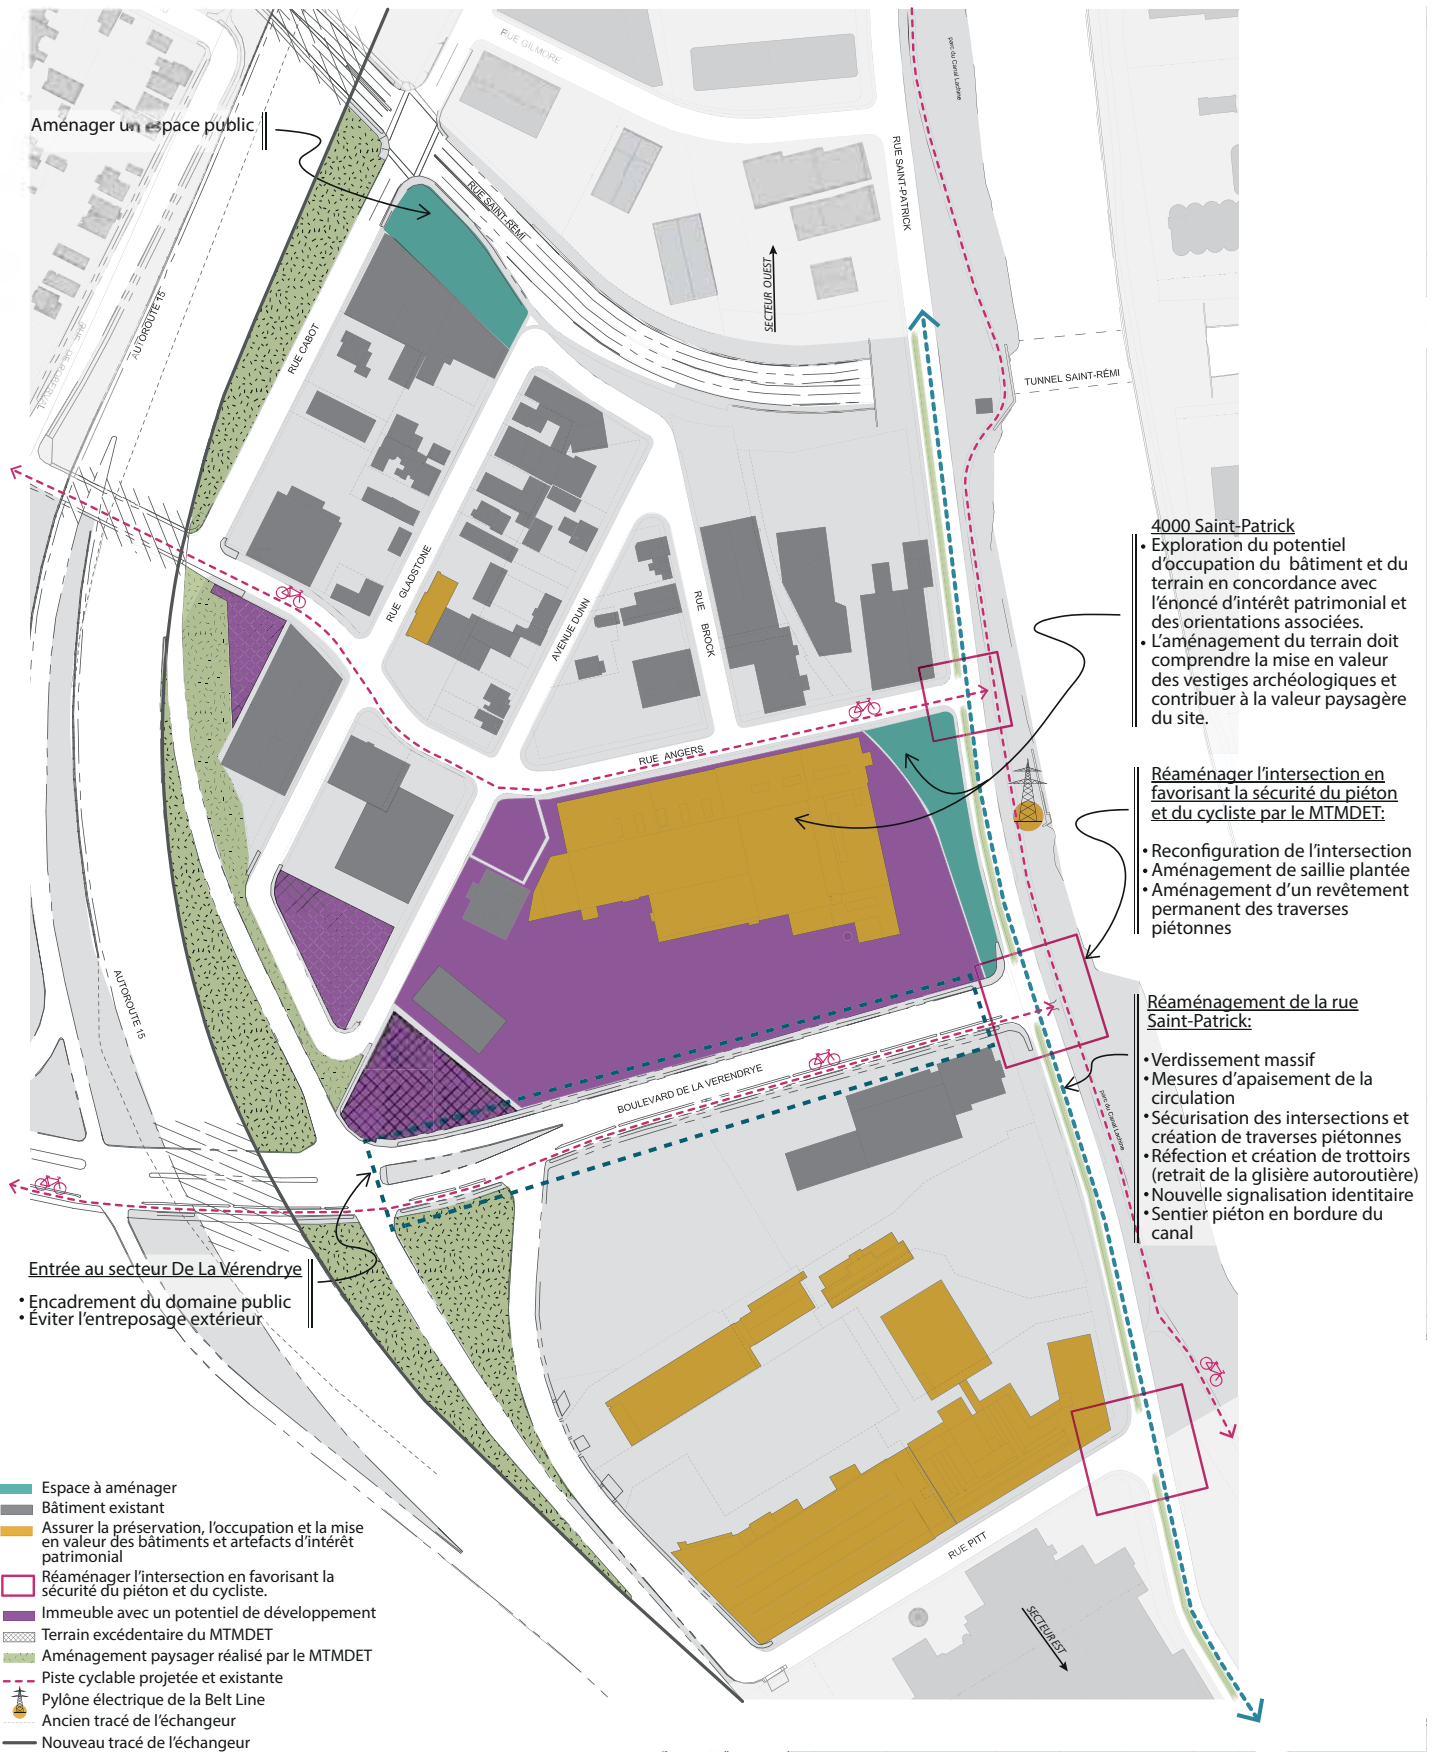 RUE GILMORE
parc du Canal Lachine
Aménager un espace public
RUE SAINT-RÉMI
RUE SAINT-PATRICK
SECTEUR OUEST
AUTOROUTE 15
RUE CABOT
TUNNEL SAINT-RÉMI
RUE GLADSTONE
AVENUE DUNN
RUE BROCK
RUE ANGERS
4000 Saint-Patrick
• Exploration du potentiel
d'occupation du bâtiment et du
terrain en concordance avec
l'énoncé d'intérêt patrimonial et
des orientations associées.
• L'aménagement du terrain doit
comprendre la mise en valeur
des vestiges archéologiques et
contribuer à la valeur paysagère
du site.
Réaménager l'intersection en
favorisant la sécurité du piéton
et du cycliste par le MTMDET:
• Reconfiguration de l'intersection
• Aménagement de saillie plantée
• Aménagement d'un revêtement
permanent des traverses
piétonnes
AUTOROUTE 15
BOULEVARD DE LA VERENDRYE
parc du Canal Lachine
Réaménagement de la rue
Saint-Patrick:
• Verdissement massif
• Mesures d'apaisement de la
circulation
• Sécurisation des intersections et
création de traverses piétonnes
• Réfection et création de trottoirs
(retrait de la glisière autoroutière)
• Nouvelle signalisation identitaire
• Sentier piéton en bordure du
canal
Entrée au secteur De La Vérendrye
• Encadrement du domaine public
• Éviter l'entreposage extérieur
RUE PITT
SECTEUR EST
Espace à aménager
Bâtiment existant
Assurer la préservation, l'occupation et la mise
en valeur des bâtiments et artefacts d'intérêt
patrimonial
Réaménager l'intersection en favorisant la
sécurité du piéton et du cycliste.
Immeuble avec un potentiel de développement
Terrain excédentaire du MTMDET
Aménagement paysager réalisé par le MTMDET
Piste cyclable projetée et existante
Pylône électrique de la Belt Line
Ancien tracé de l'échangeur
Nouveau tracé de l'échangeur